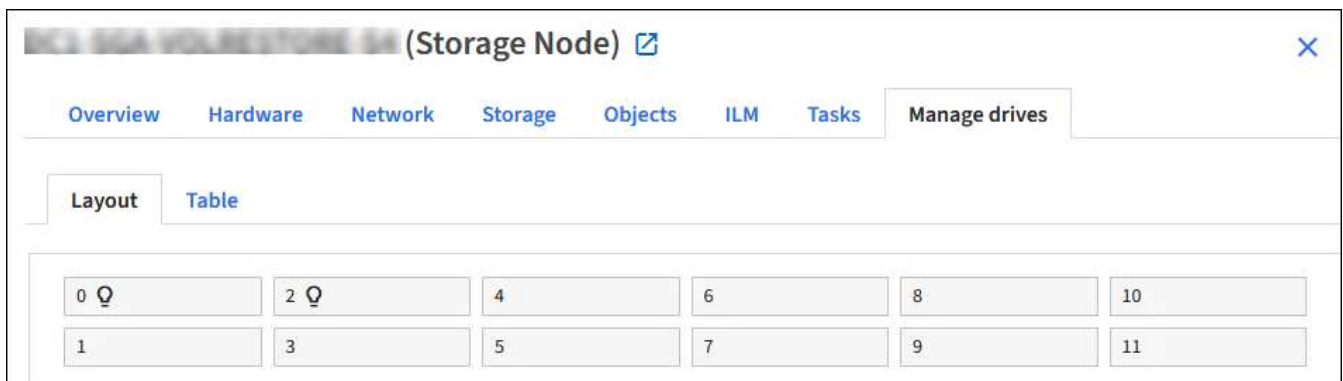 (Storage Node)
Overview Hardware Network Storage Objects ILM Tasks Manage drives
Layout Table
0 2 4 6 8 10
1 3 5 7 9 11